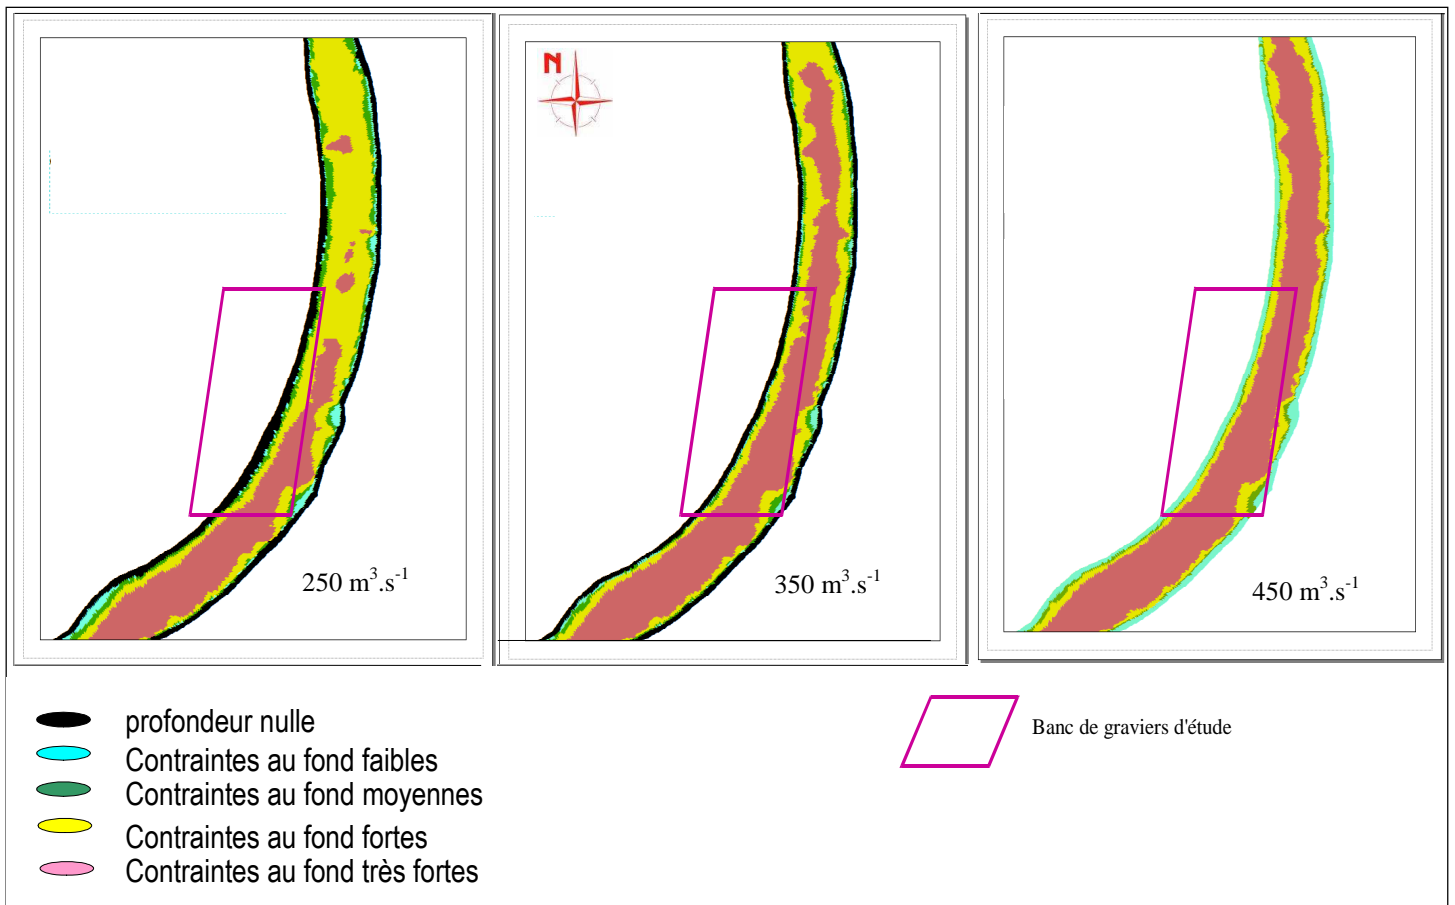 N
250 m³.s⁻¹
350 m³.s⁻¹
450 m³.s⁻¹
profondeur nulle
Contraintes au fond faibles
Contraintes au fond moyennes
Contraintes au fond fortes
Contraintes au fond très fortes
Banc de graviers d'étude